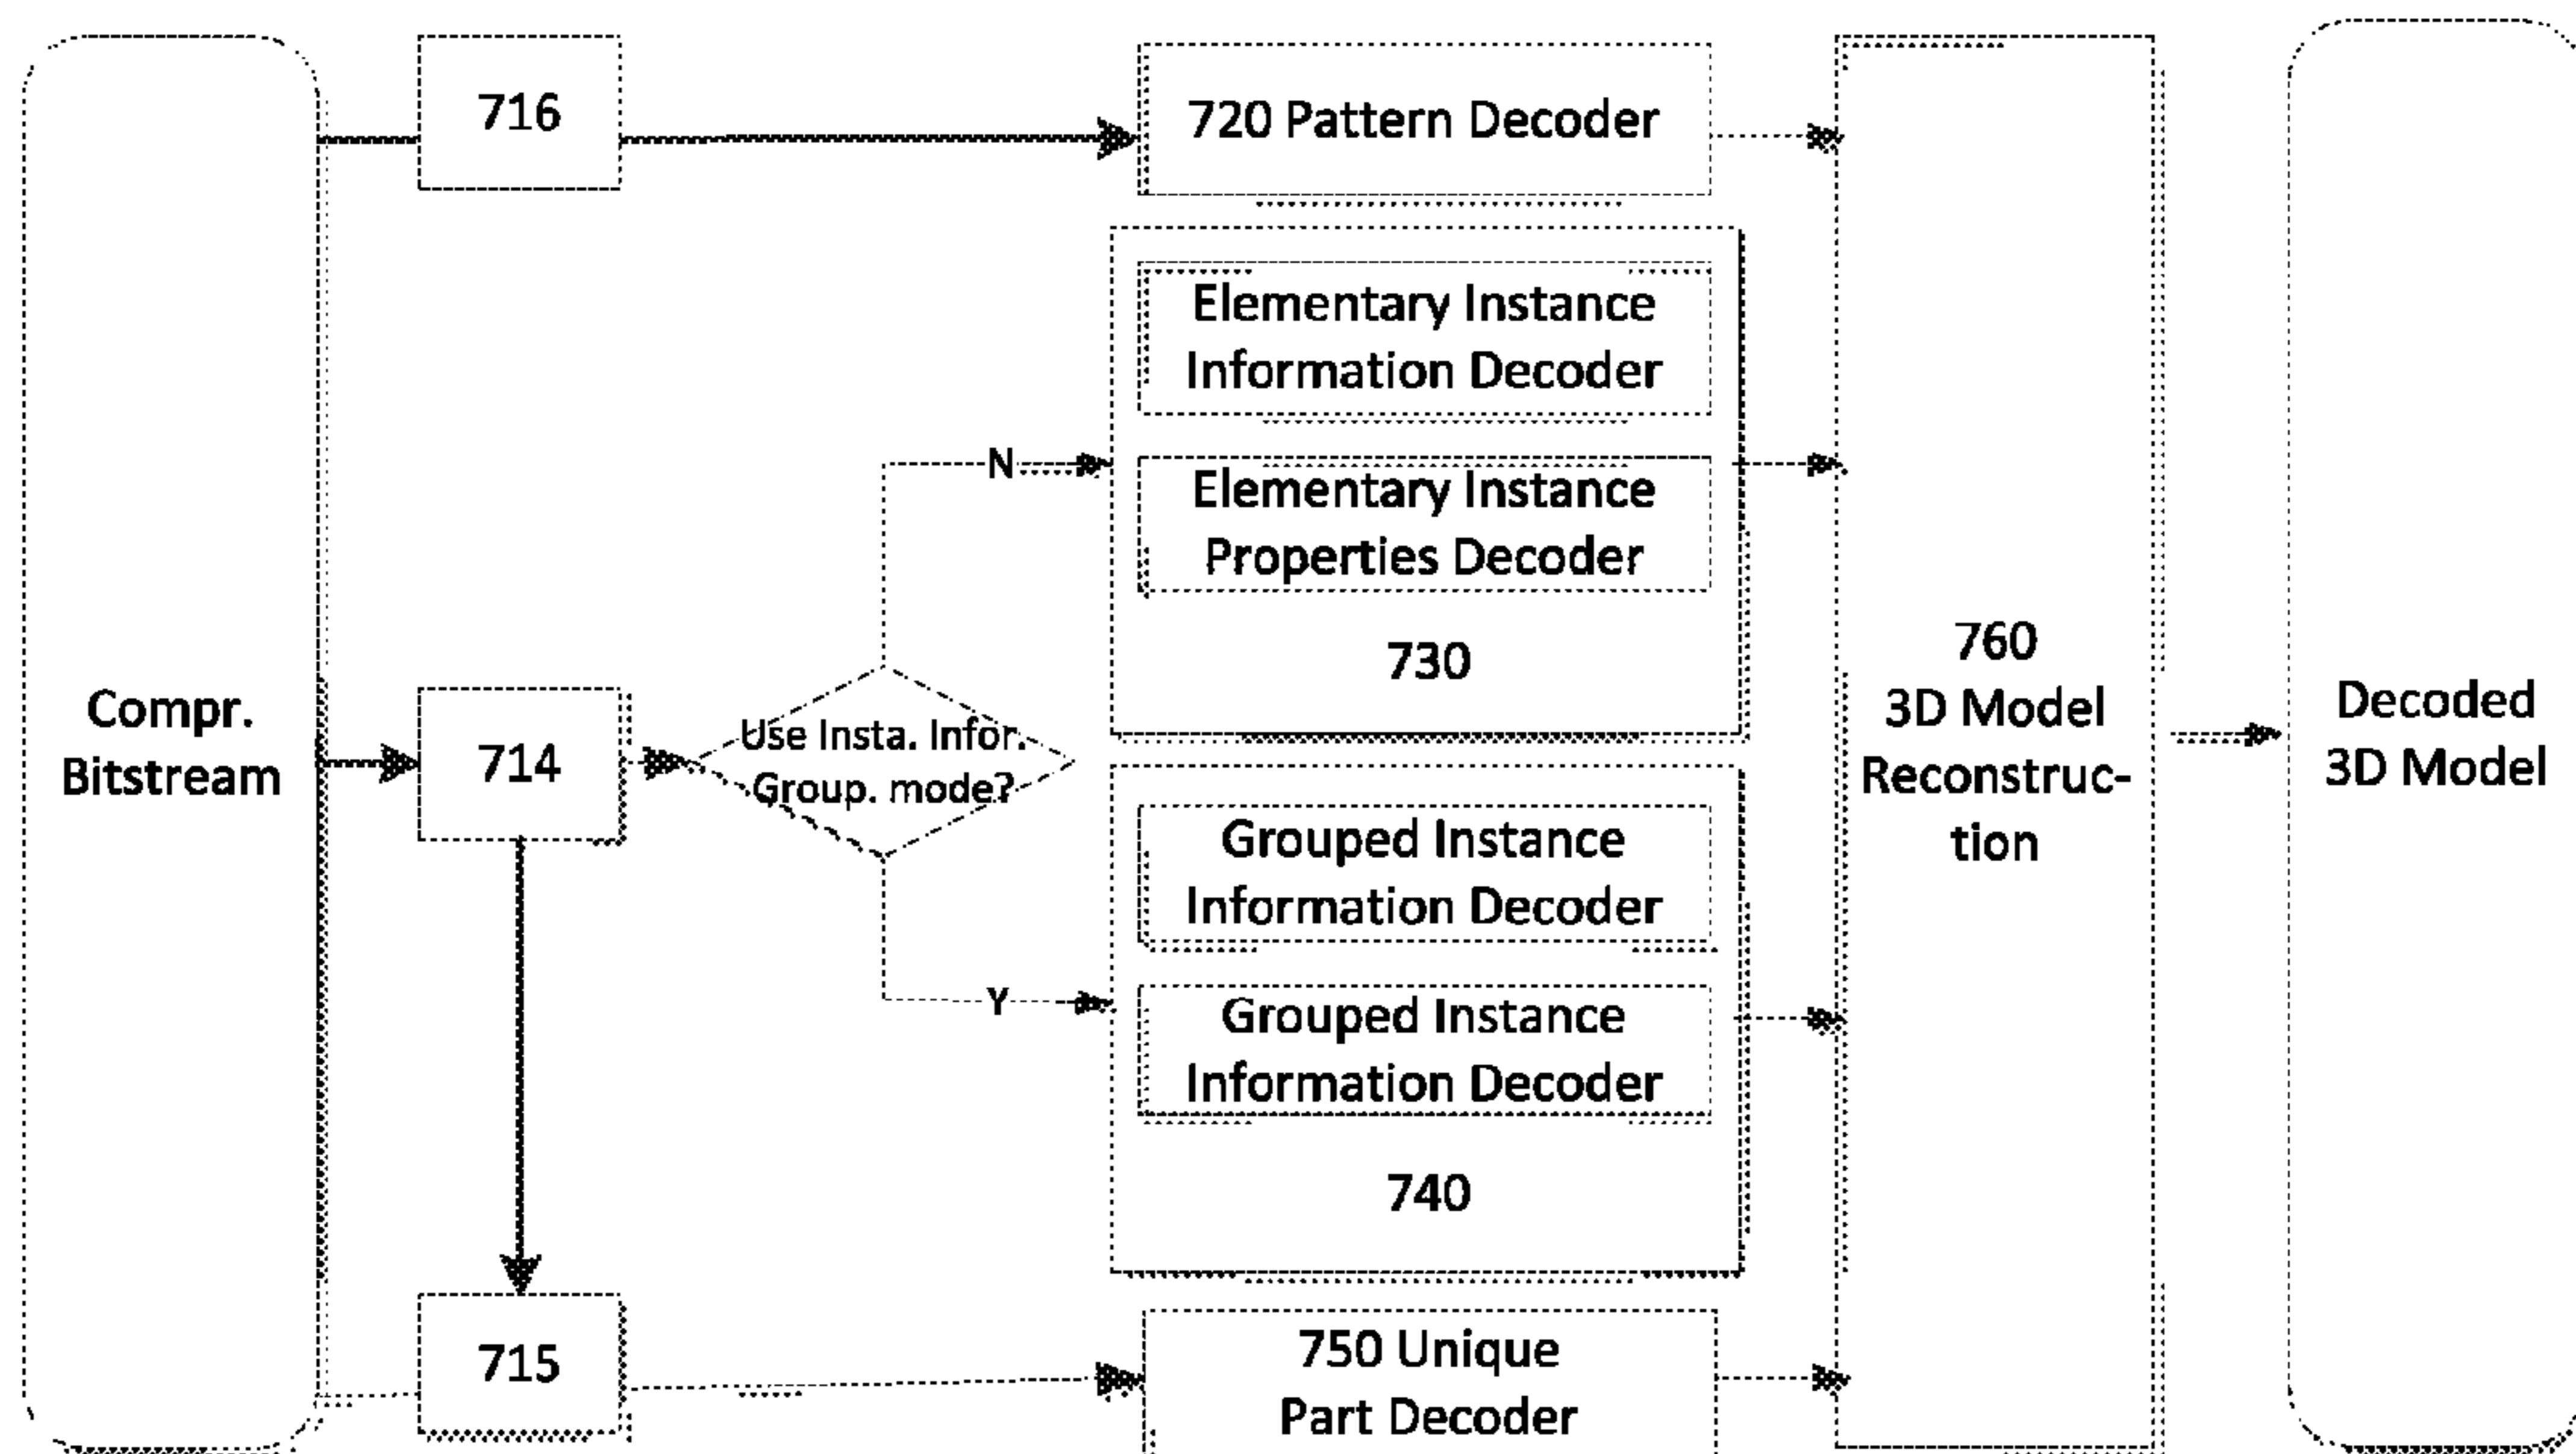 716
720 Pattern Decoder
Elementary Instance
Information Decoder
N
Elementary Instance
Properties Decoder
730
Compr.
Bitstream
714
Use Insta. Infor.
Group. mode?
760
3D Model
Reconstruc-
tion
Decoded
3D Model
Grouped Instance
Information Decoder
Y
Grouped Instance
Information Decoder
740
715
750 Unique
Part Decoder